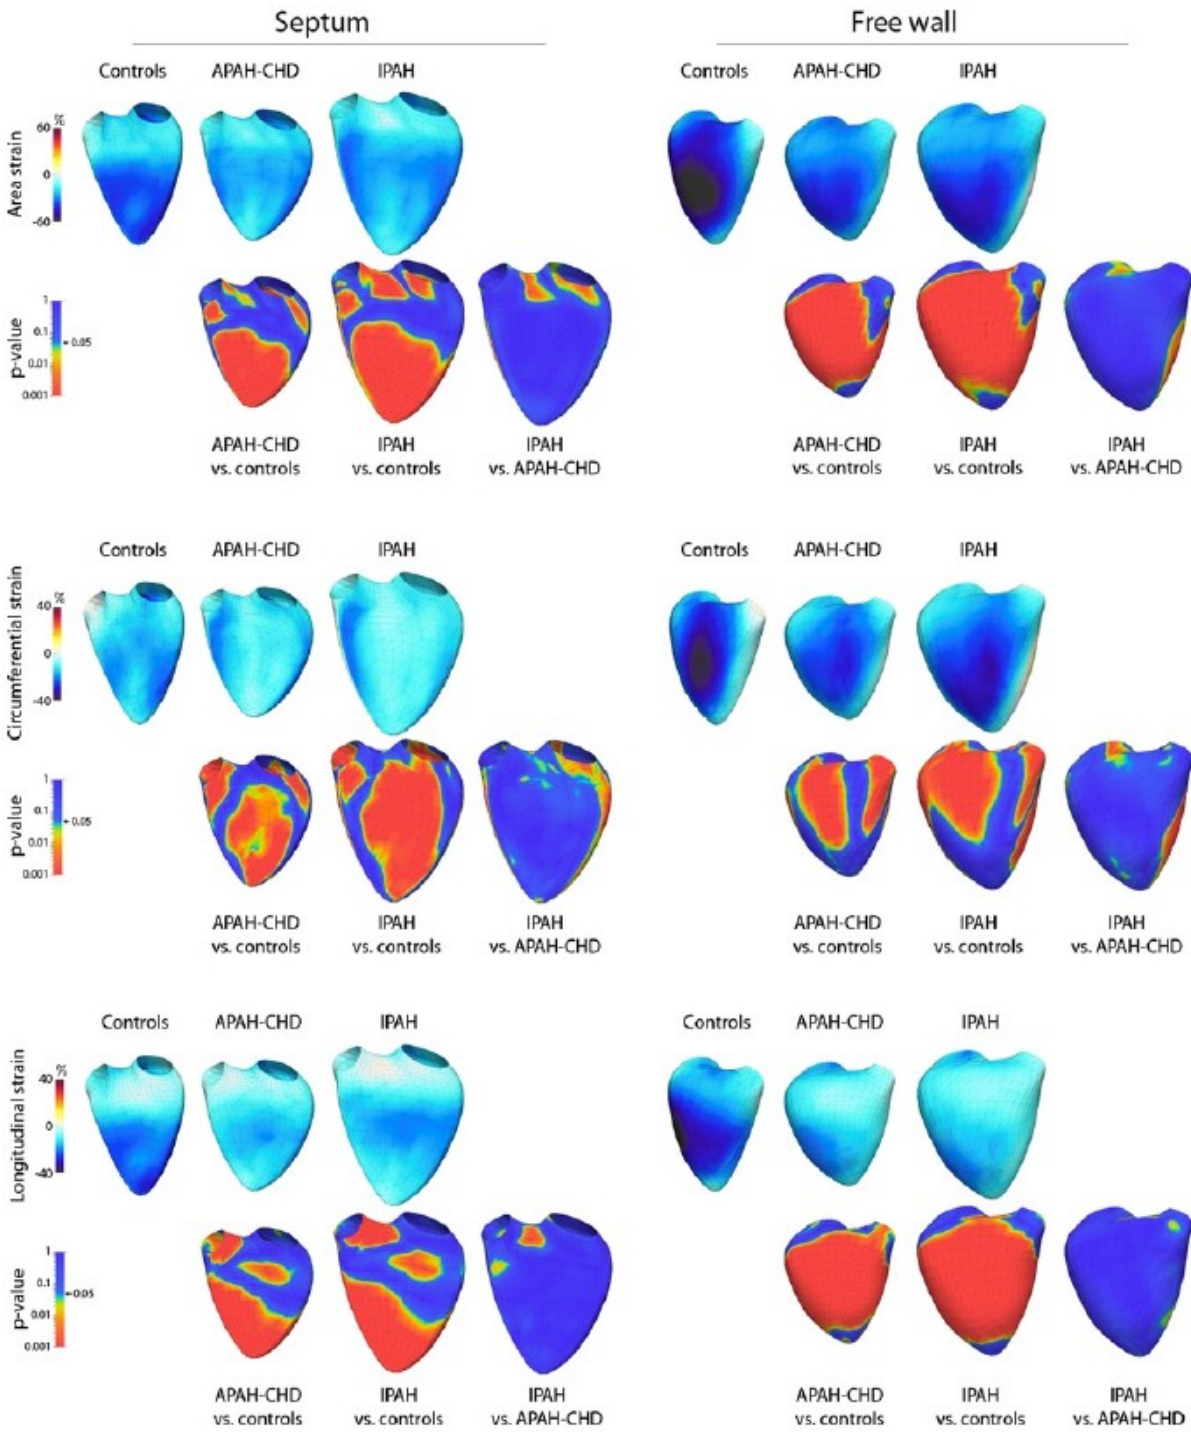 Septum
Free wall
Controls
APAH-CHD
IPAH
Controls
APAH-CHD
IPAH
Area strain
%
60
0
-60
p-value
1
0.1
0.05
0.01
0.001
APAH-CHD
vs. controls
IPAH
vs. controls
IPAH
vs. APAH-CHD
APAH-CHD
vs. controls
IPAH
vs. controls
IPAH
vs. APAH-CHD
Controls
APAH-CHD
IPAH
Controls
APAH-CHD
IPAH
Circumferential strain
%
40
0
-40
p-value
1
0.1
0.05
0.01
0.001
APAH-CHD
vs. controls
IPAH
vs. controls
IPAH
vs. APAH-CHD
APAH-CHD
vs. controls
IPAH
vs. controls
IPAH
vs. APAH-CHD
Controls
APAH-CHD
IPAH
Controls
APAH-CHD
IPAH
Longitudinal strain
%
40
0
-40
p-value
1
0.1
0.05
0.01
0.001
APAH-CHD
vs. controls
IPAH
vs. controls
IPAH
vs. APAH-CHD
APAH-CHD
vs. controls
IPAH
vs. controls
IPAH
vs. APAH-CHD